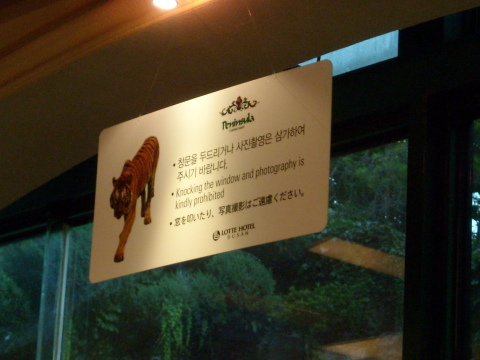 Peninsula
• 창문을 두드리거나 사진촬영은 삼가하여
주시기 바랍니다.
• Knocking the window and photography is
kindly prohibited
• 窓を叩いたり、写真撮影はご遠慮ください。
LOTTE HOTEL
BUSAN